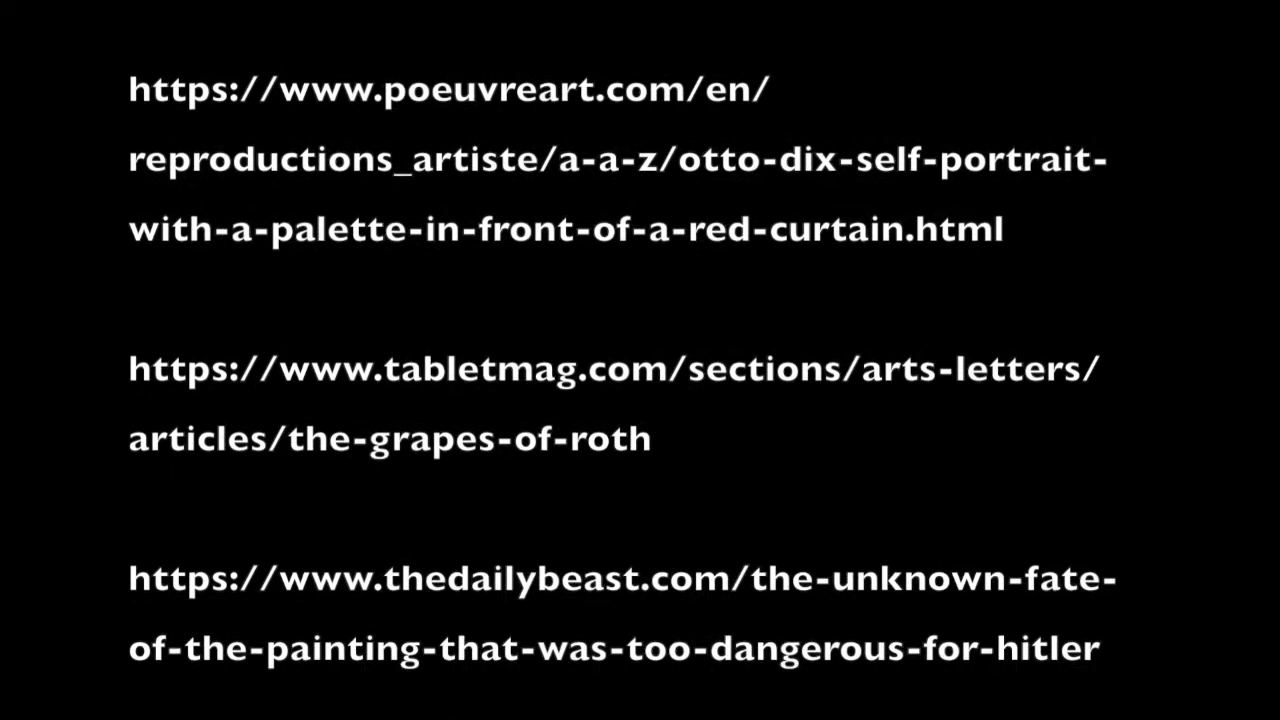 https://www.poeuvreart.com/en/
reproductions_artiste/a-a-z/otto-dix-self-portrait-
with-a-palette-in-front-of-a-red-curtain.html
https://www.tabletmag.com/sections/arts-letters/
articles/the-grapes-of-roth
https://www.thedailybeast.com/the-unknown-fate-
of-the-painting-that-was-too-dangerous-for-hitler